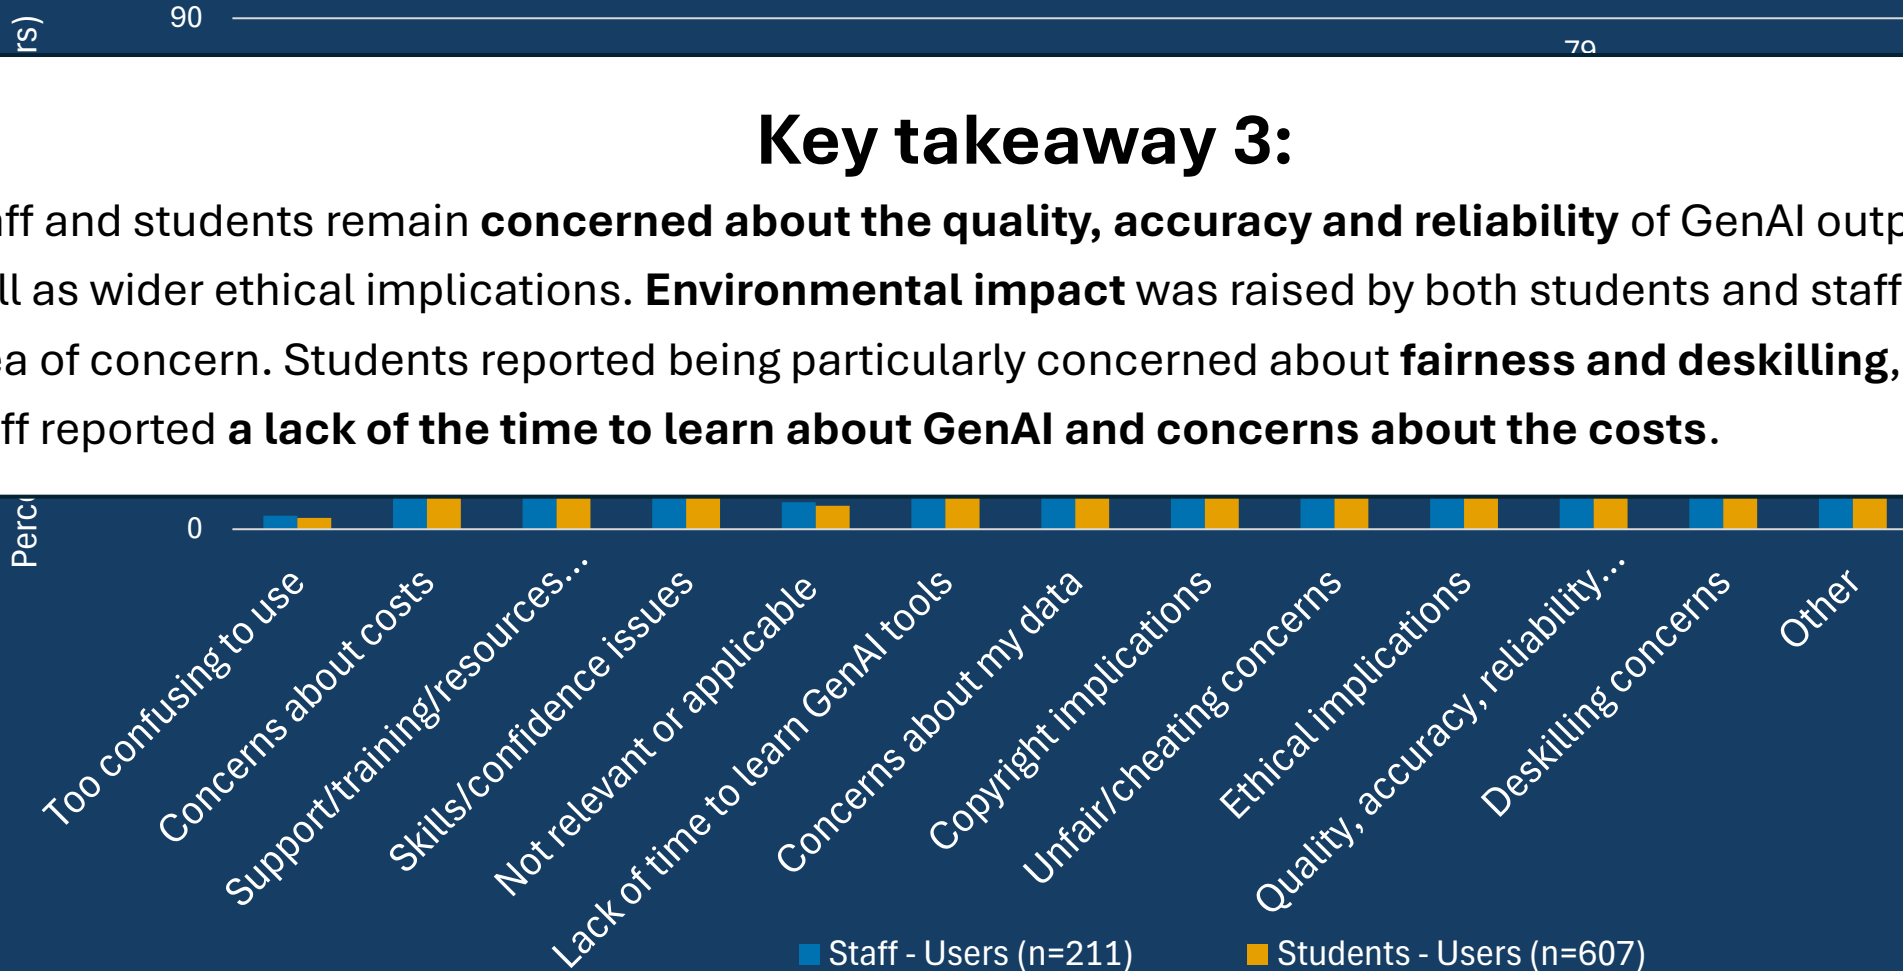 rs)
90
79
Key takeaway 3:
ff and students remain concerned about the quality, accuracy and reliability of GenAI outp
ll as wider ethical implications. Environmental impact was raised by both students and staff
ea of concern. Students reported being particularly concerned about fairness and deskilling,
ff reported a lack of the time to learn about GenAI and concerns about the costs.
Perce
0
Too confusing to use
Concerns about costs
Support/training/resources...
Skills/confidence issues
Not relevant or applicable
Lack of time to learn GenAI tools
Concerns about my data
Copyright implications
Unfair/cheating concerns
Ethical implications
Quality, accuracy, reliability...
Deskilling concerns
Other
Staff - Users (n=211)
Students - Users (n=607)